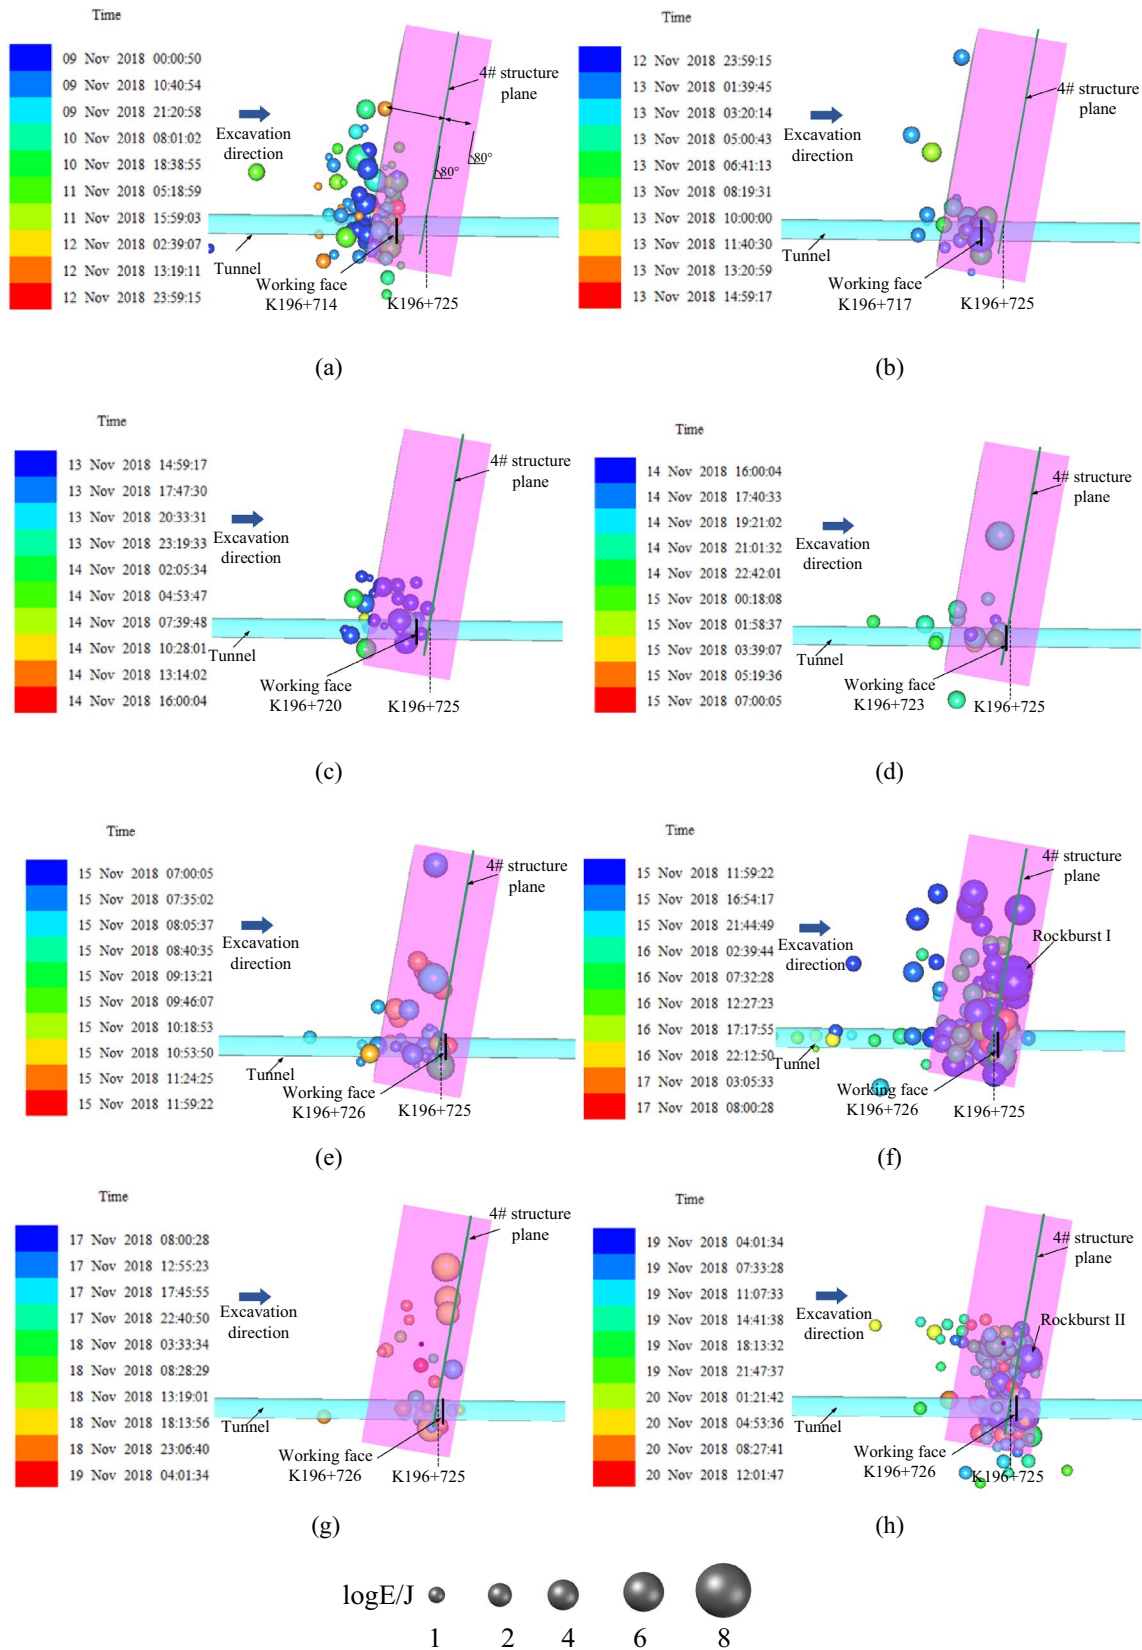 Time
09 Nov 2018 00:00:50
09 Nov 2018 10:40:54
09 Nov 2018 21:20:58
10 Nov 2018 08:01:02
10 Nov 2018 18:38:55
11 Nov 2018 05:18:59
11 Nov 2018 15:59:03
12 Nov 2018 02:39:07
12 Nov 2018 13:19:11
12 Nov 2018 23:59:15
Excavation
direction
4# structure
plane
80°
80°
Tunnel
Working face
K196+714
K196+725
(a)
Time
12 Nov 2018 23:59:15
13 Nov 2018 01:39:45
13 Nov 2018 03:20:14
13 Nov 2018 05:00:43
13 Nov 2018 06:41:13
13 Nov 2018 08:19:31
13 Nov 2018 10:00:00
13 Nov 2018 11:40:30
13 Nov 2018 13:20:59
13 Nov 2018 14:59:17
Excavation
direction
4# structure
plane
Tunnel
Working face
K196+717
K196+725
(b)
Time
13 Nov 2018 14:59:17
13 Nov 2018 17:47:30
13 Nov 2018 20:33:31
13 Nov 2018 23:19:33
14 Nov 2018 02:05:34
14 Nov 2018 04:53:47
14 Nov 2018 07:39:48
14 Nov 2018 10:28:01
14 Nov 2018 13:14:02
14 Nov 2018 16:00:04
Excavation
direction
4# structure
plane
Tunnel
Working face
K196+720
K196+725
(c)
Time
14 Nov 2018 16:00:04
14 Nov 2018 17:40:33
14 Nov 2018 19:21:02
14 Nov 2018 21:01:32
14 Nov 2018 22:42:01
15 Nov 2018 00:18:08
15 Nov 2018 01:58:37
15 Nov 2018 03:39:07
15 Nov 2018 05:19:36
15 Nov 2018 07:00:05
Excavation
direction
4# structure
plane
Tunnel
Working face
K196+723
K196+725
(d)
Time
15 Nov 2018 07:00:05
15 Nov 2018 07:35:02
15 Nov 2018 08:05:37
15 Nov 2018 08:40:35
15 Nov 2018 09:13:21
15 Nov 2018 09:46:07
15 Nov 2018 10:18:53
15 Nov 2018 10:53:50
15 Nov 2018 11:24:25
15 Nov 2018 11:59:22
Excavation
direction
4# structure
plane
Tunnel
Working face
K196+726
K196+725
(e)
Time
15 Nov 2018 11:59:22
15 Nov 2018 16:54:17
15 Nov 2018 21:44:49
16 Nov 2018 02:39:44
16 Nov 2018 07:32:28
16 Nov 2018 12:27:23
16 Nov 2018 17:17:55
16 Nov 2018 22:12:50
17 Nov 2018 03:05:33
17 Nov 2018 08:00:28
Excavation
direction
4# structure
plane
Rockburst I
Tunnel
Working face
K196+726
K196+725
(f)
Time
17 Nov 2018 08:00:28
17 Nov 2018 12:55:23
17 Nov 2018 17:45:55
17 Nov 2018 22:40:50
18 Nov 2018 03:33:34
18 Nov 2018 08:28:29
18 Nov 2018 13:19:01
18 Nov 2018 18:13:56
18 Nov 2018 23:06:40
19 Nov 2018 04:01:34
Excavation
direction
4# structure
plane
Tunnel
Working face
K196+726
K196+725
(g)
Time
19 Nov 2018 04:01:34
19 Nov 2018 07:33:28
19 Nov 2018 11:07:33
19 Nov 2018 14:41:38
19 Nov 2018 18:13:32
19 Nov 2018 21:47:37
20 Nov 2018 01:21:42
20 Nov 2018 04:53:36
20 Nov 2018 08:27:41
20 Nov 2018 12:01:47
Excavation
direction
4# structure
plane
Rockburst II
Tunnel
Working face
K196+726
K196+725
(h)
logE/J
1 2 4 6 8